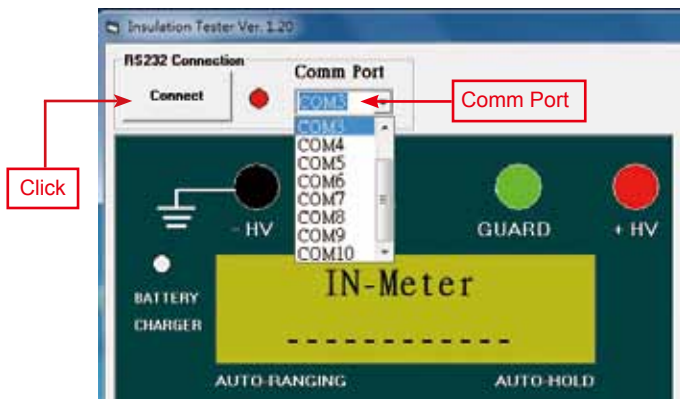 Insulation Tester Ver. 1.20
RS232 Connection
Comm Port
Connect
COM3
Comm Port
Click
COM3
COM4
COM5
COM6
COM7
COM8
COM9
COM10
- HV
GUARD
+ HV
BATTERY
CHARGER
IN-Meter
------------
AUTO-RANGING
AUTO-HOLD